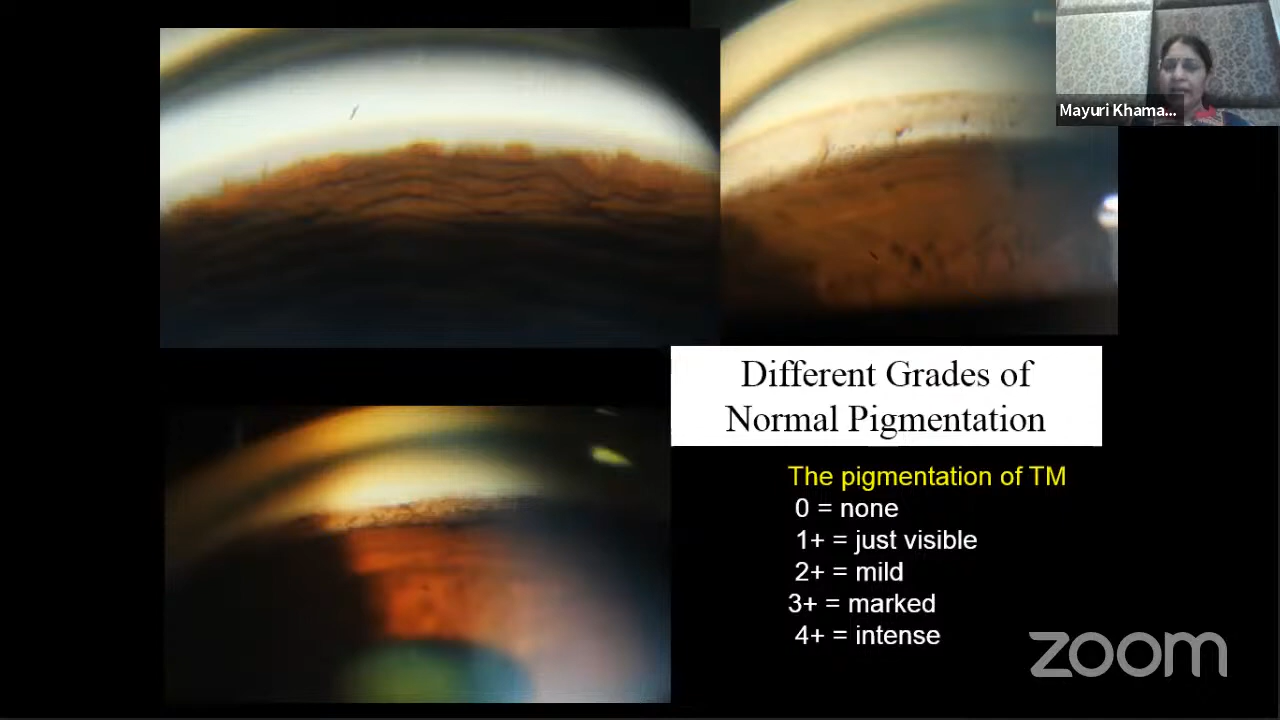 Mayuri Khama...
Different Grades of
Normal Pigmentation
The pigmentation of TM
0 = none
1+ = just visible
2+ = mild
3+ = marked
4+ = intense
zoom